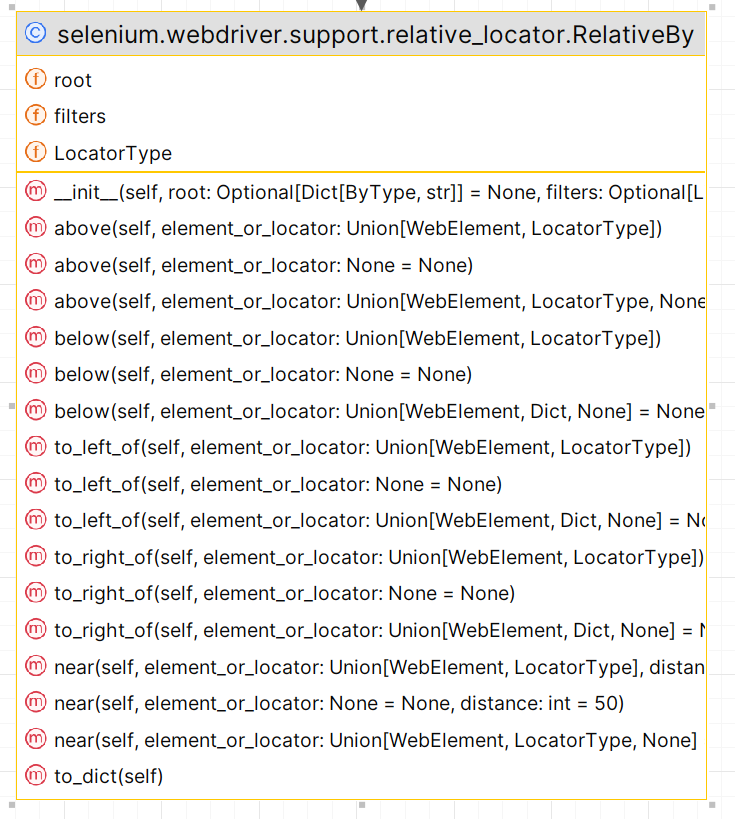 selenium.webdriver.support.relative_locator.RelativeBy
root
filters
LocatorType
__init__(self, root: Optional[Dict[ByType, str]] = None, filters: Optional[L
above(self, element_or_locator: Union[WebElement, LocatorType])
above(self, element_or_locator: None = None)
above(self, element_or_locator: Union[WebElement, LocatorType, None
below(self, element_or_locator: Union[WebElement, LocatorType])
below(self, element_or_locator: None = None)
below(self, element_or_locator: Union[WebElement, Dict, None] = None
to_left_of(self, element_or_locator: Union[WebElement, LocatorType])
to_left_of(self, element_or_locator: None = None)
to_left_of(self, element_or_locator: Union[WebElement, Dict, None] = No
to_right_of(self, element_or_locator: Union[WebElement, LocatorType])
to_right_of(self, element_or_locator: None = None)
to_right_of(self, element_or_locator: Union[WebElement, Dict, None] = N
near(self, element_or_locator: Union[WebElement, LocatorType], distan
near(self, element_or_locator: None = None, distance: int = 50)
near(self, element_or_locator: Union[WebElement, LocatorType, None]
to_dict(self)